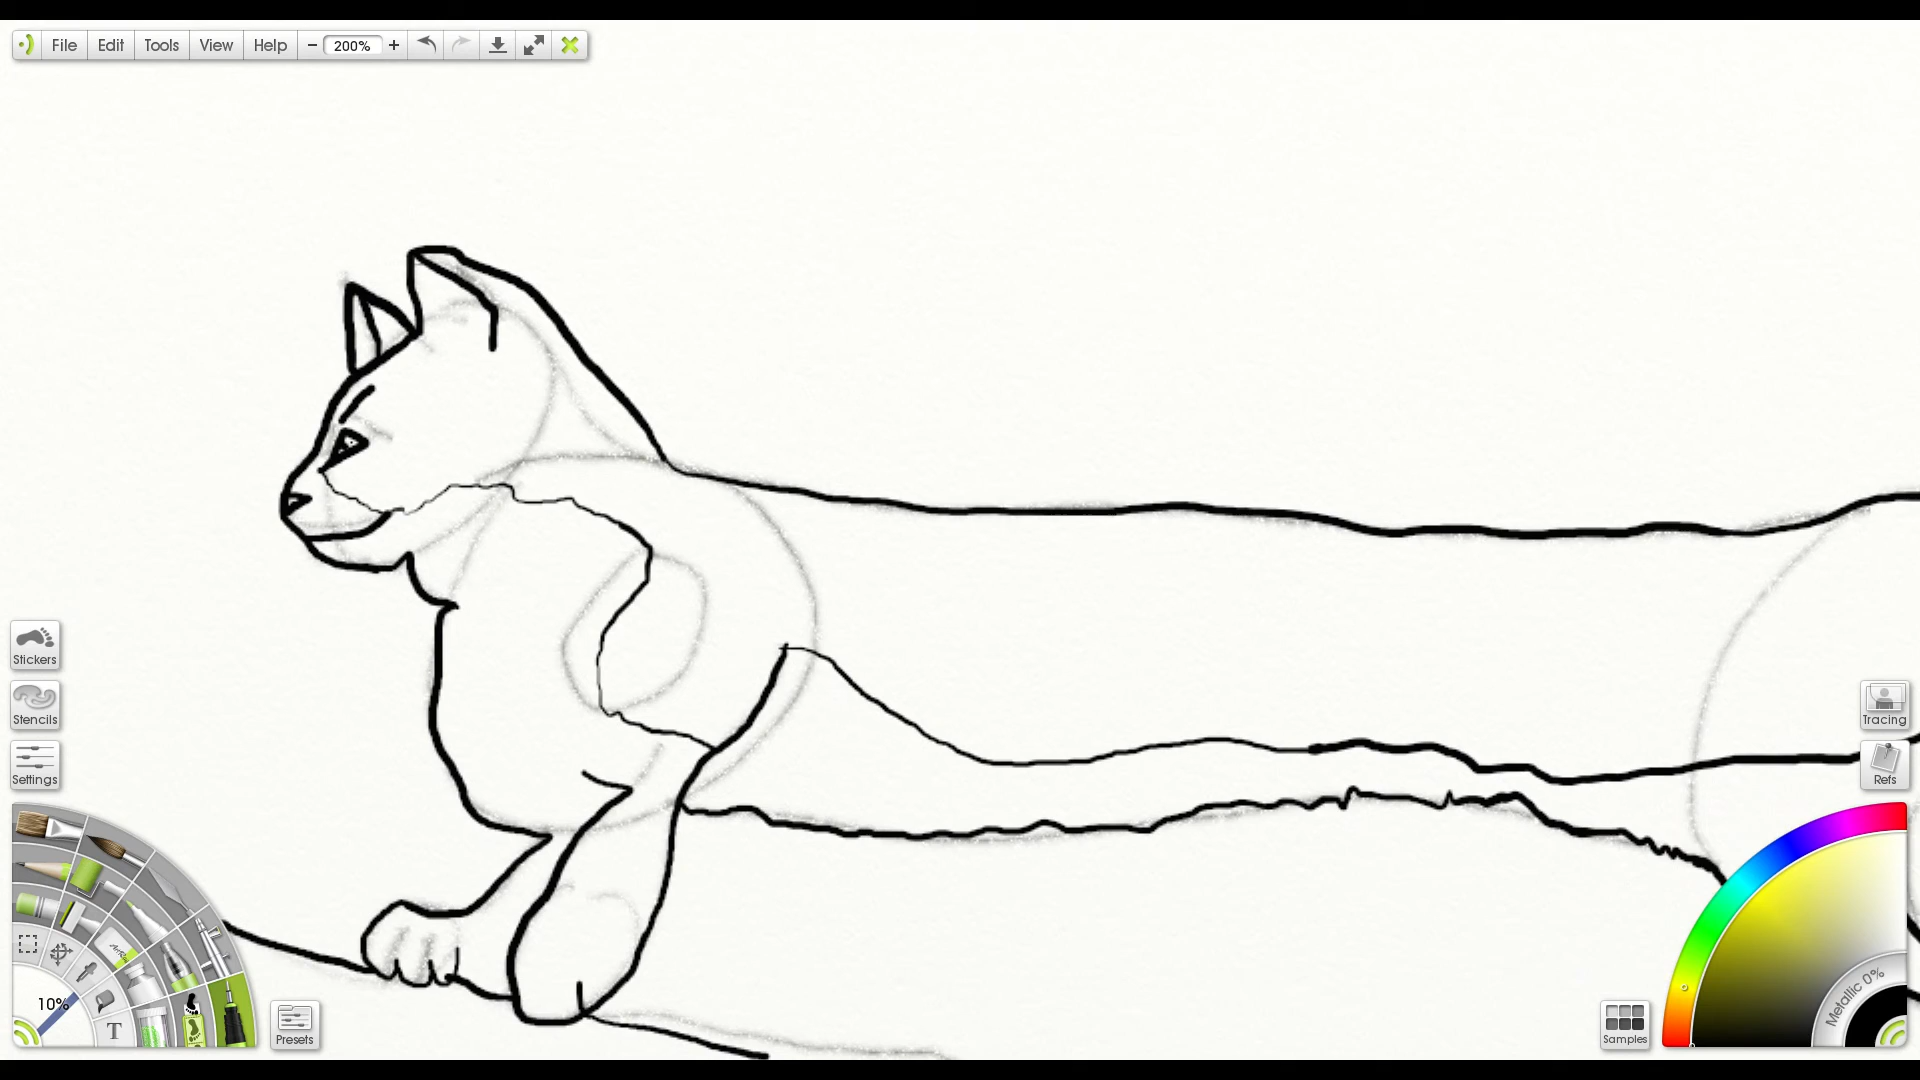 File Edit Tools View Help − 200% +
Stickers
Stencils
Settings
Tracing
Refs
10%
T
Presets
Samples
Metallic 0%